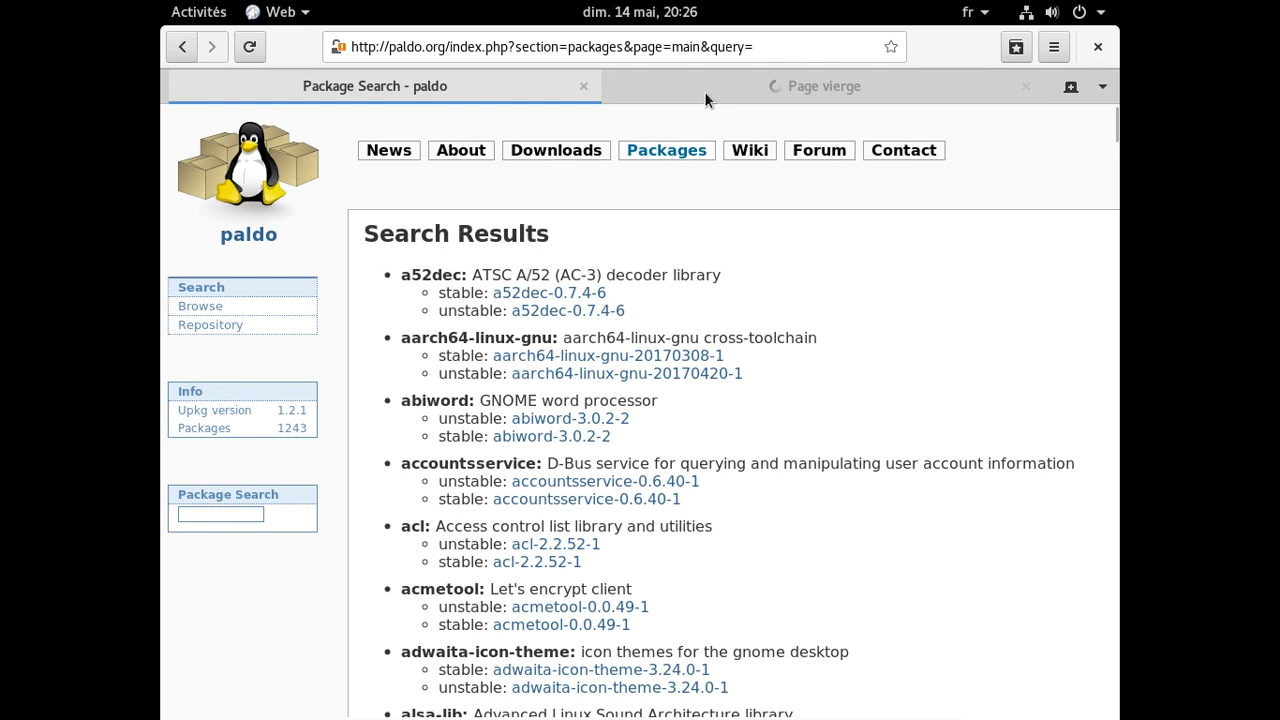 Activités
Web
dim. 14 mai, 20:26
fr
http://paldo.org/index.php?section=packages&page=main&query=
Package Search - paldo
Page vierge
News
About
Downloads
Packages
Wiki
Forum
Contact
paldo
Search
Browse
Repository
Info
Upkg version 1.2.1
Packages 1243
Package Search
Search Results
a52dec: ATSC A/52 (AC-3) decoder library
stable: a52dec-0.7.4-6
unstable: a52dec-0.7.4-6
aarch64-linux-gnu: aarch64-linux-gnu cross-toolchain
stable: aarch64-linux-gnu-20170308-1
unstable: aarch64-linux-gnu-20170420-1
abiword: GNOME word processor
unstable: abiword-3.0.2-2
stable: abiword-3.0.2-2
accountsservice: D-Bus service for querying and manipulating user account information
unstable: accountsservice-0.6.40-1
stable: accountsservice-0.6.40-1
acl: Access control list library and utilities
unstable: acl-2.2.52-1
stable: acl-2.2.52-1
acmetool: Let's encrypt client
unstable: acmetool-0.0.49-1
stable: acmetool-0.0.49-1
adwaita-icon-theme: icon themes for the gnome desktop
stable: adwaita-icon-theme-3.24.0-1
unstable: adwaita-icon-theme-3.24.0-1
alsa-lib: Advanced Linux Sound Architecture library